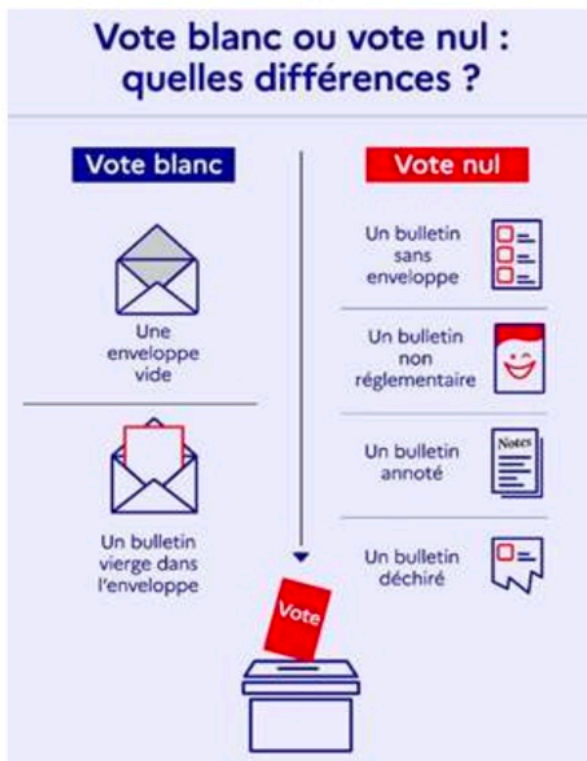 Vote blanc ou vote nul :
quelles différences ?
Vote blanc
Une
enveloppe
vide
Un bulletin
vierge dans
l'enveloppe
Vote nul
Un bulletin
sans
enveloppe
Un bulletin
non
réglementaire
Un bulletin
annoté
Notes
Un bulletin
déchiré
Vote